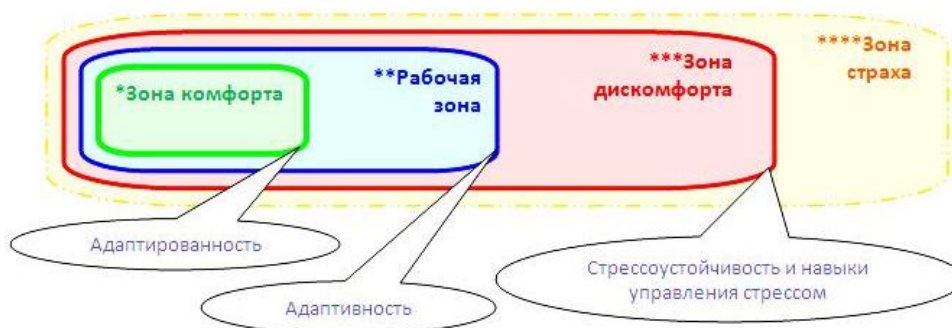 *Зона комфорта
**Рабочая
зона
***Зона
дискомфорта
****Зона
страха
Адаптированность
Адаптивность
Стрессоустойчивость и навыки
управления стрессом